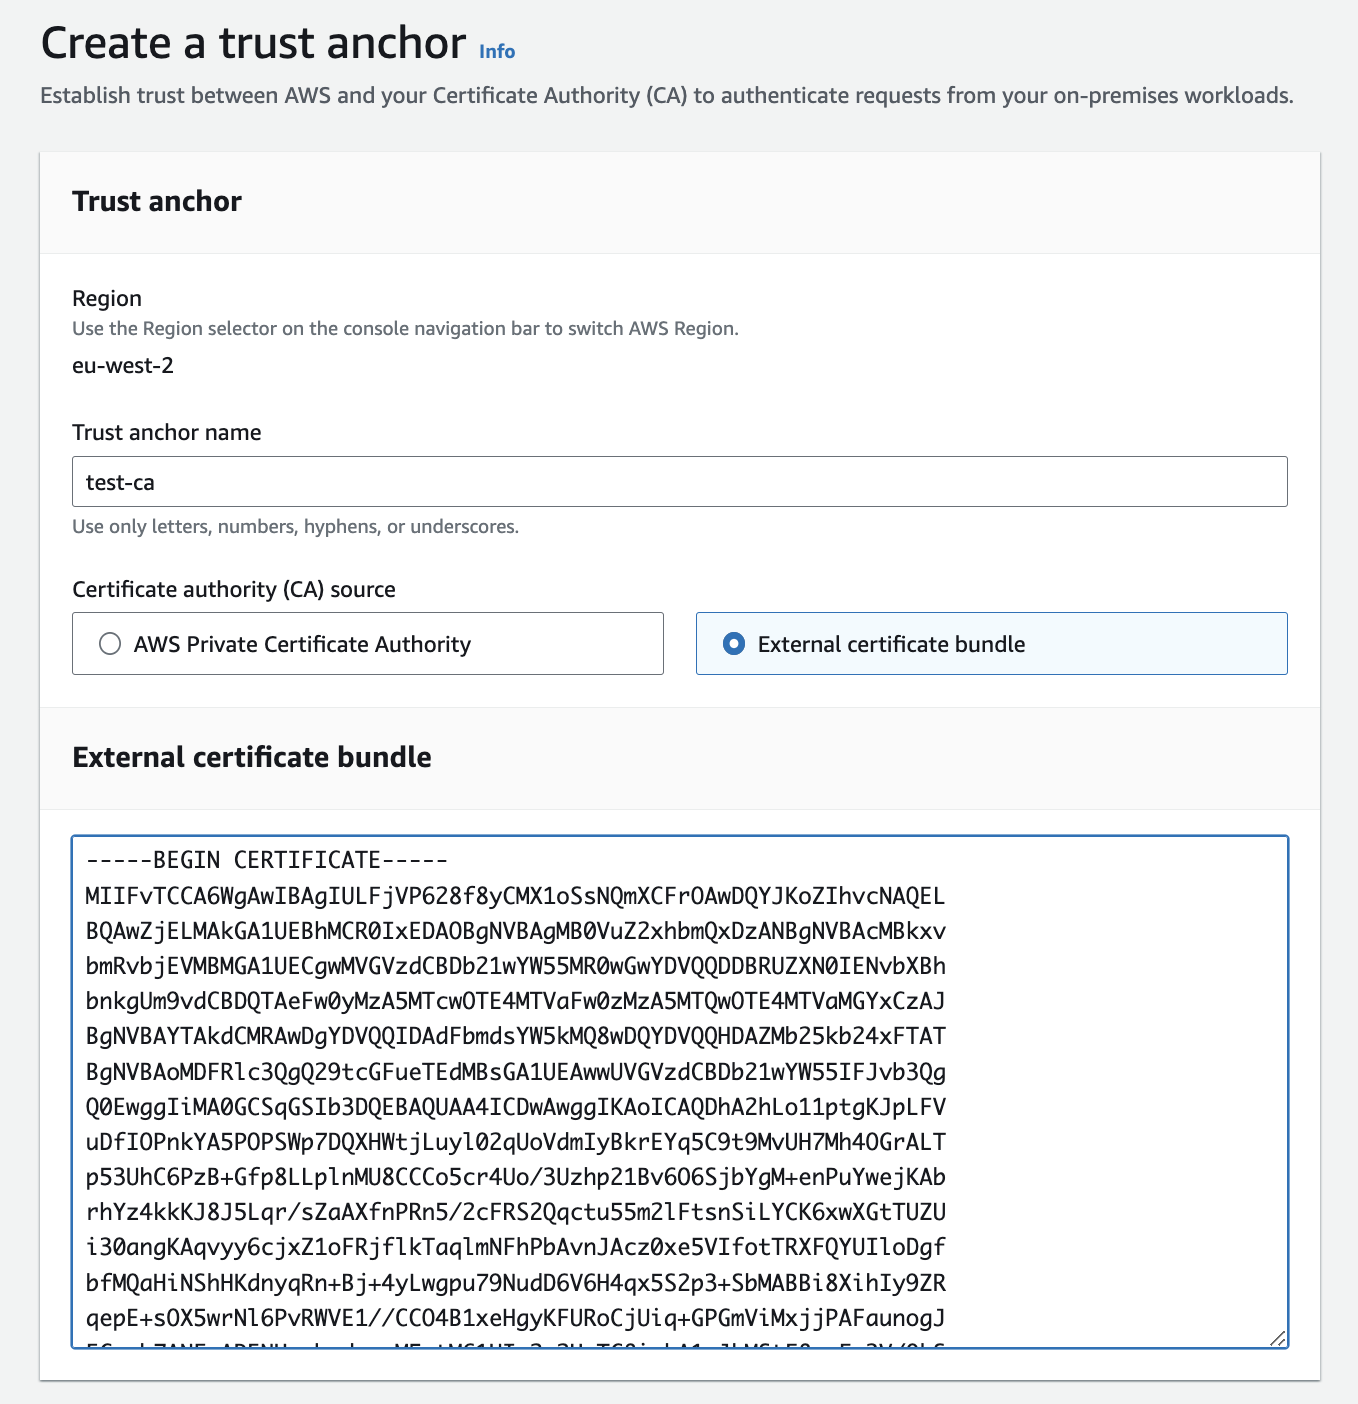 Create a trust anchor Info
Establish trust between AWS and your Certificate Authority (CA) to authenticate requests from your on-premises workloads.
Trust anchor
Region
Use the Region selector on the console navigation bar to switch AWS Region.
eu-west-2
Trust anchor name
test-ca
Use only letters, numbers, hyphens, or underscores.
Certificate authority (CA) source
AWS Private Certificate Authority
External certificate bundle
External certificate bundle
-----BEGIN CERTIFICATE-----
MIIFvTCCA6WgAwIBAgIULFjVP628f8yCMX1oSsNQmXCFrOAwDQYJKoZIhvcNAQEL
BQAwZjELMAkGA1UEBhMCR0IxEDAOBgNVBAgMB0VuZ2xhbmQxDzANBgNVBAcMBkxv
bmRvbjEVMBMGA1UECgwMVGVzdCBDb21wYW55MR0wGwYDVQQDDBRUZXN0IENvbXBh
bnkgUm9vdCBDQTAeFw0yMzA5MTcwOTE4MTVaFw0zMzA5MTQwOTE4MTVaMGYxCzAJ
BgNVBAYTAkdCMRAwDgYDVQQIDAdFbmdsYW5kMQ8wDQYDVQQHDAZMb25kb24xFTAT
BgNVBAoMDFRlc3QgQ29tcGFueTEdMBsGA1UEAwwUVGVzdCBDb21wYW55IFJvb3Qg
Q0EwggIiMA0GCSqGSIb3DQEBAQUAA4ICDwAwggIKAoICAQDhA2hLo11ptgKJpLFV
uDfIOPnkYA5POPSWp7DQXHWtjLuyl02qUoVdmIyBkrEYq5C9t9MvUH7Mh4OGrALT
p53UhC6PzB+Gfp8LLplnMU8CCCo5cr4Uo/3Uzhp21Bv6O6SjbYgM+enPuYwejKAb
rhYz4kkKJ8J5Lqr/sZaAXfnPRn5/2cFRS2Qqctu55m2lFtsnSiLYCK6xwXGtTUZU
i30angKAqvyy6cjxZ1oFRjflkTaqlmNFhPbAvnJAcz0xe5VIfotTRXFQYUIloDgf
bfMQaHiNShHKdnyqRn+Bj+4yLwgpu79NudD6V6H4qx5S2p3+SbMABBi8XihIy9ZR
qepE+sOX5wrNl6PvRWVE1//CCO4B1xeHgyKFURoCjUiq+GPGmViMxjjPAFaunogJ